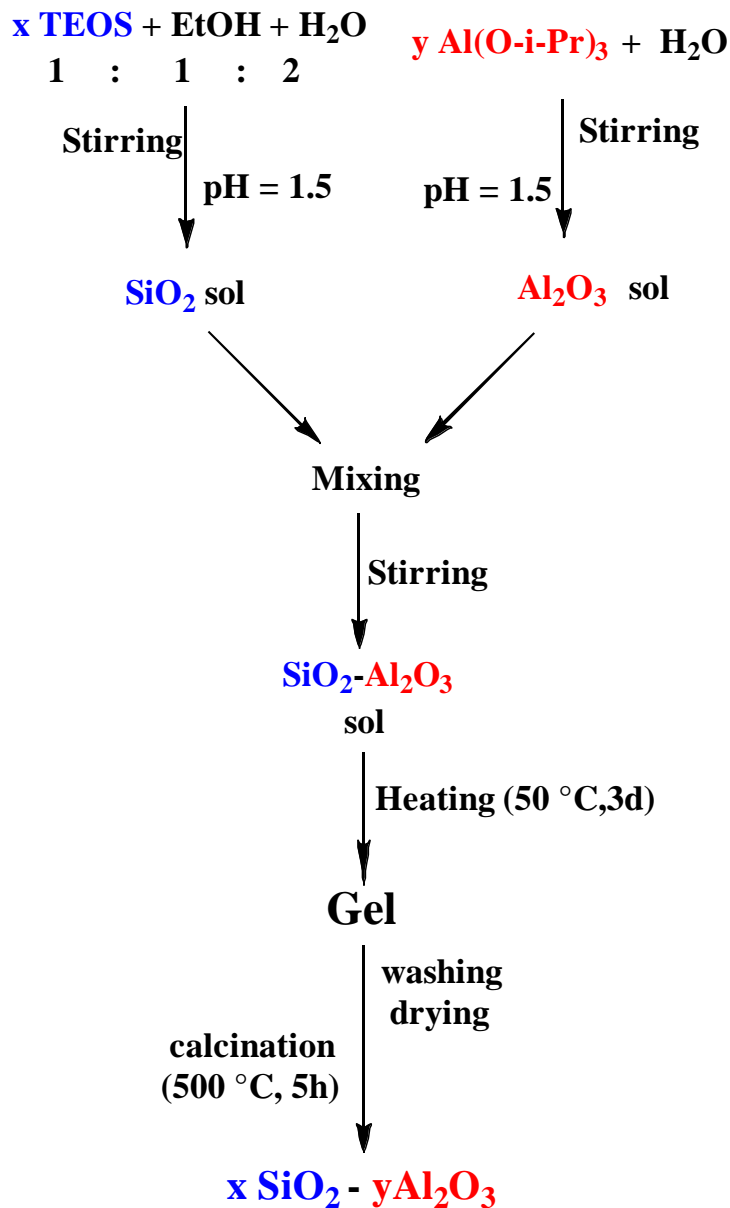 x TEOS + EtOH + H₂O
1 : 1 : 2
y Al(O-i-Pr)₃ + H₂O
Stirring
pH = 1.5
Stirring
pH = 1.5
SiO₂ sol
Al₂O₃ sol
Mixing
Stirring
SiO₂-Al₂O₃
sol
Heating (50 °C,3d)
Gel
washing
drying
calcination
(500 °C, 5h)
x SiO₂ - yAl₂O₃